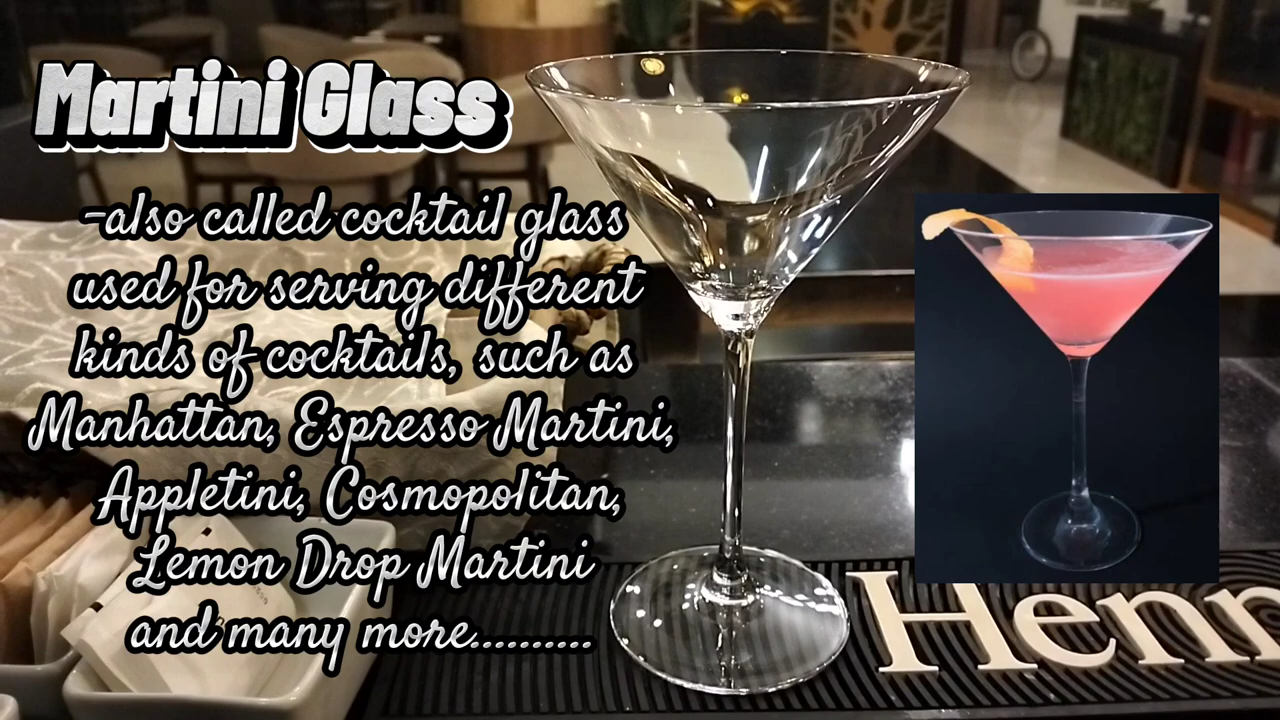 Martini Glass
-also called cocktail glass
used for serving different
kinds of cocktails, such as
Manhattan, Espresso Martini,
Appletini, Cosmopolitan,
Lemon Drop Martini
and many more..........
Henn